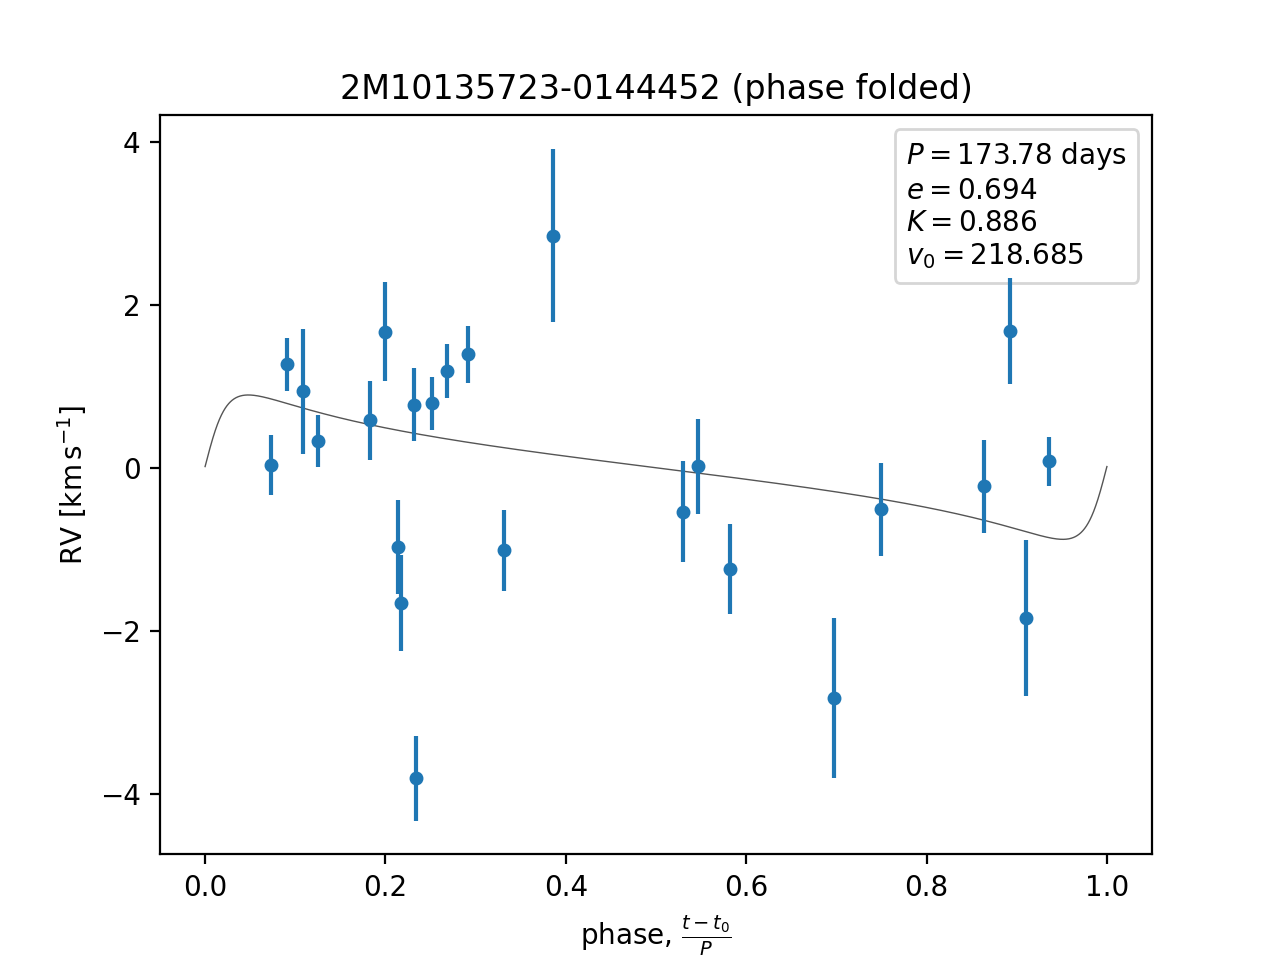 2M10135723-0144452 (phase folded)
P = 173.78 days
e = 0.694
K = 0.886
v₀ = 218.685
4
2
0
−2
−4
RV [km s⁻¹]
0.0 0.2 0.4 0.6 0.8 1.0
phase, (t − t₀)/P